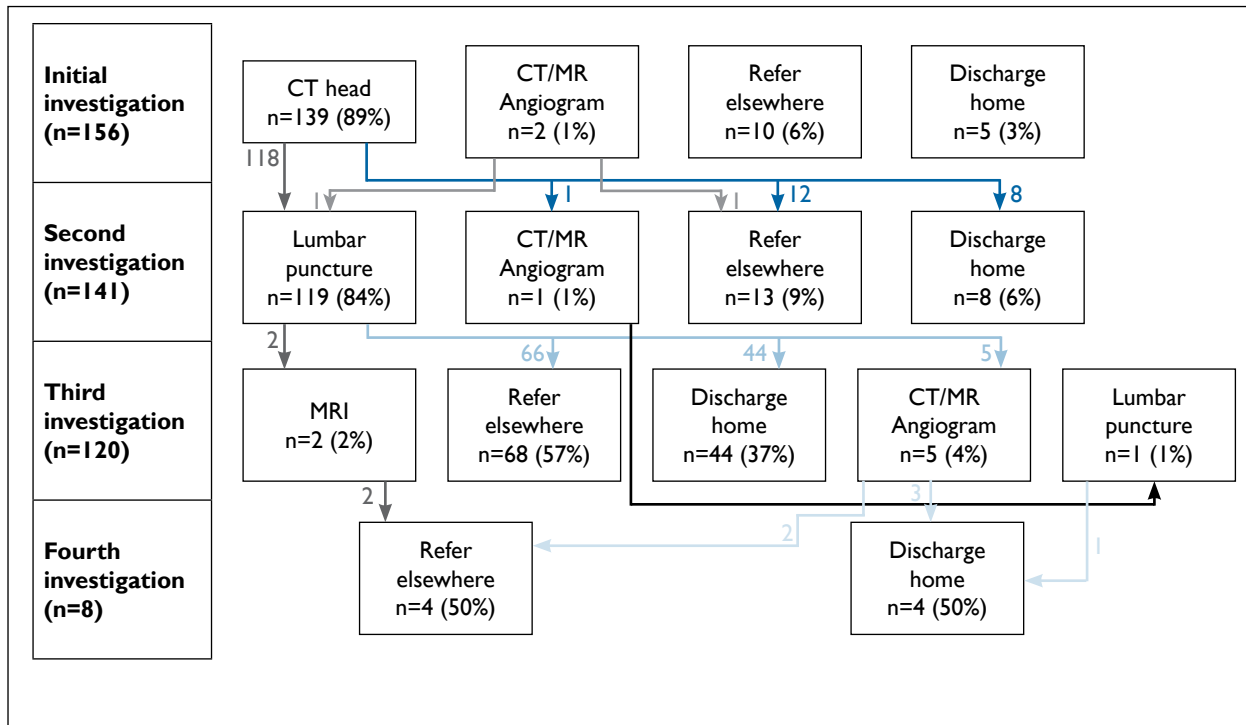 Initial
investigation
(n=156)
CT head
n=139 (89%)
CT/MR
Angiogram
n=2 (1%)
Refer
elsewhere
n=10 (6%)
Discharge
home
n=5 (3%)
118
1
1
1
12
8
Second
investigation
(n=141)
Lumbar
puncture
n=119 (84%)
CT/MR
Angiogram
n=1 (1%)
Refer
elsewhere
n=13 (9%)
Discharge
home
n=8 (6%)
2
66
44
5
Third
investigation
(n=120)
MRI
n=2 (2%)
Refer
elsewhere
n=68 (57%)
Discharge
home
n=44 (37%)
CT/MR
Angiogram
n=5 (4%)
Lumbar
puncture
n=1 (1%)
2
2
3
1
Fourth
investigation
(n=8)
Refer
elsewhere
n=4 (50%)
Discharge
home
n=4 (50%)